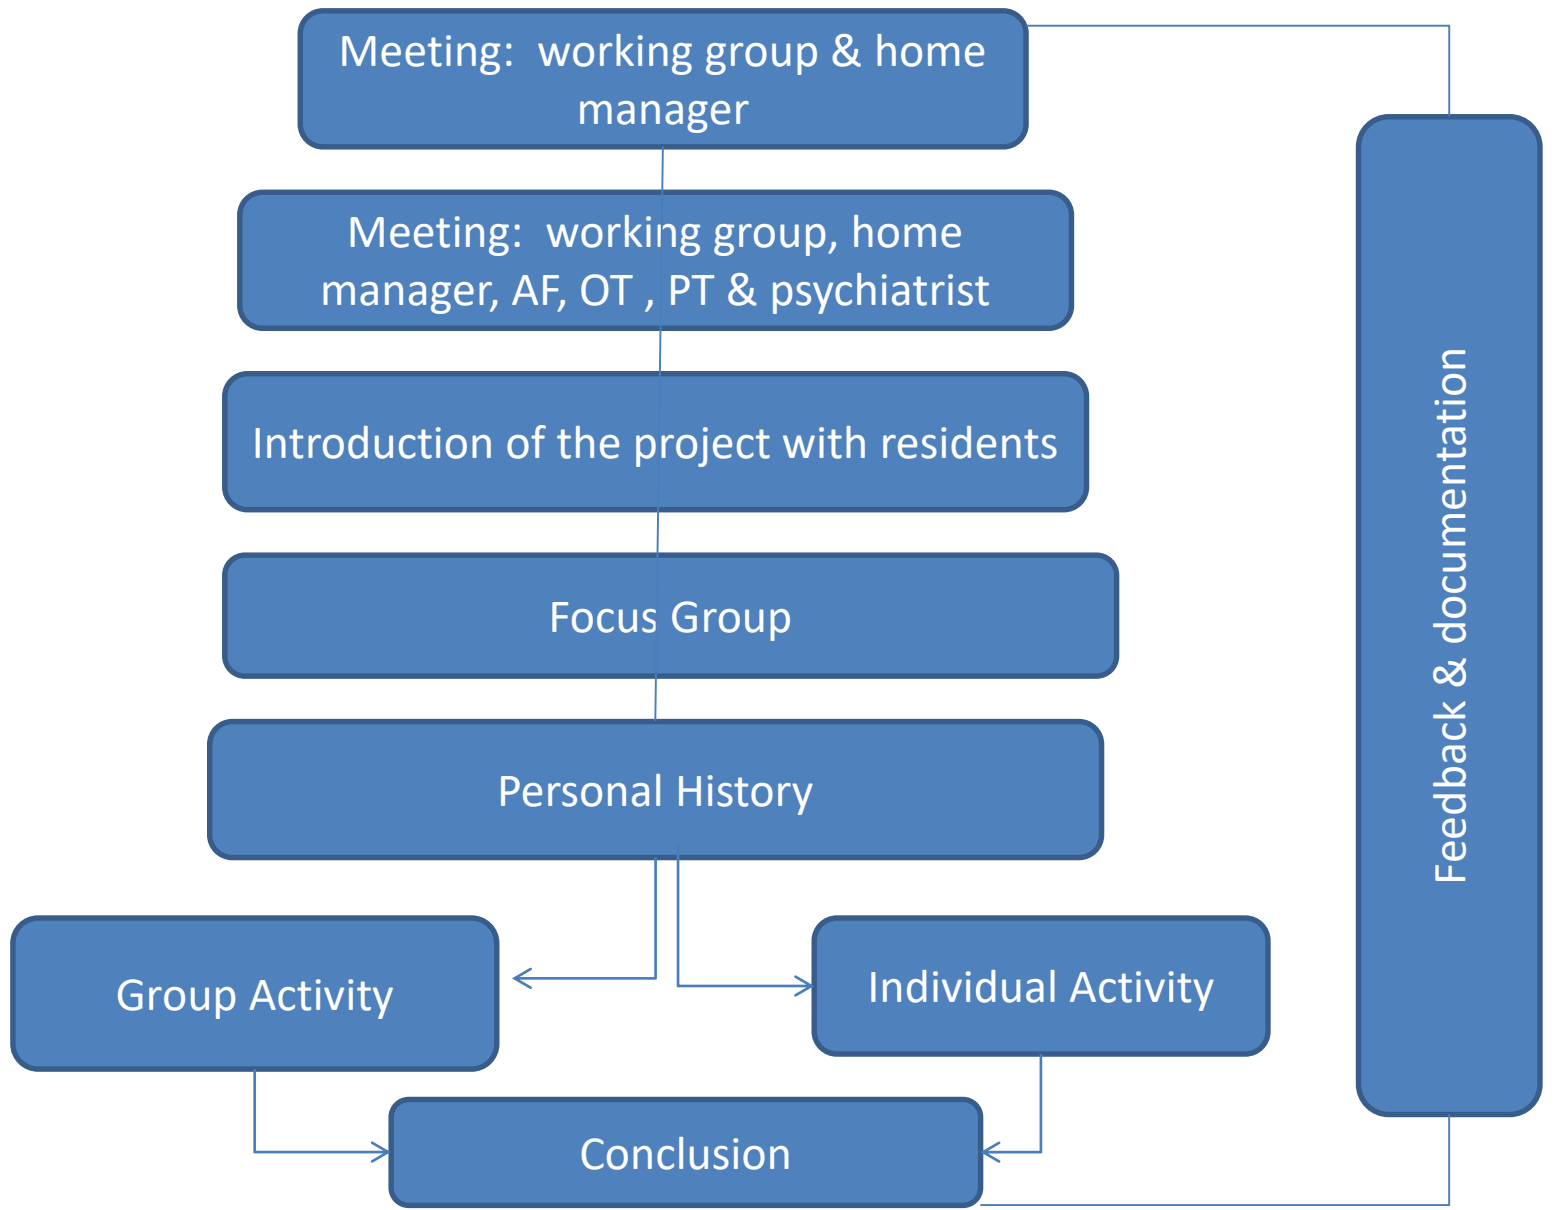 Meeting:  working group & home
manager
Meeting:  working group, home
manager, AF, OT , PT & psychiatrist
Introduction of the project with residents
Focus Group
Personal History
Group Activity
Individual Activity
Conclusion
Feedback & documentation